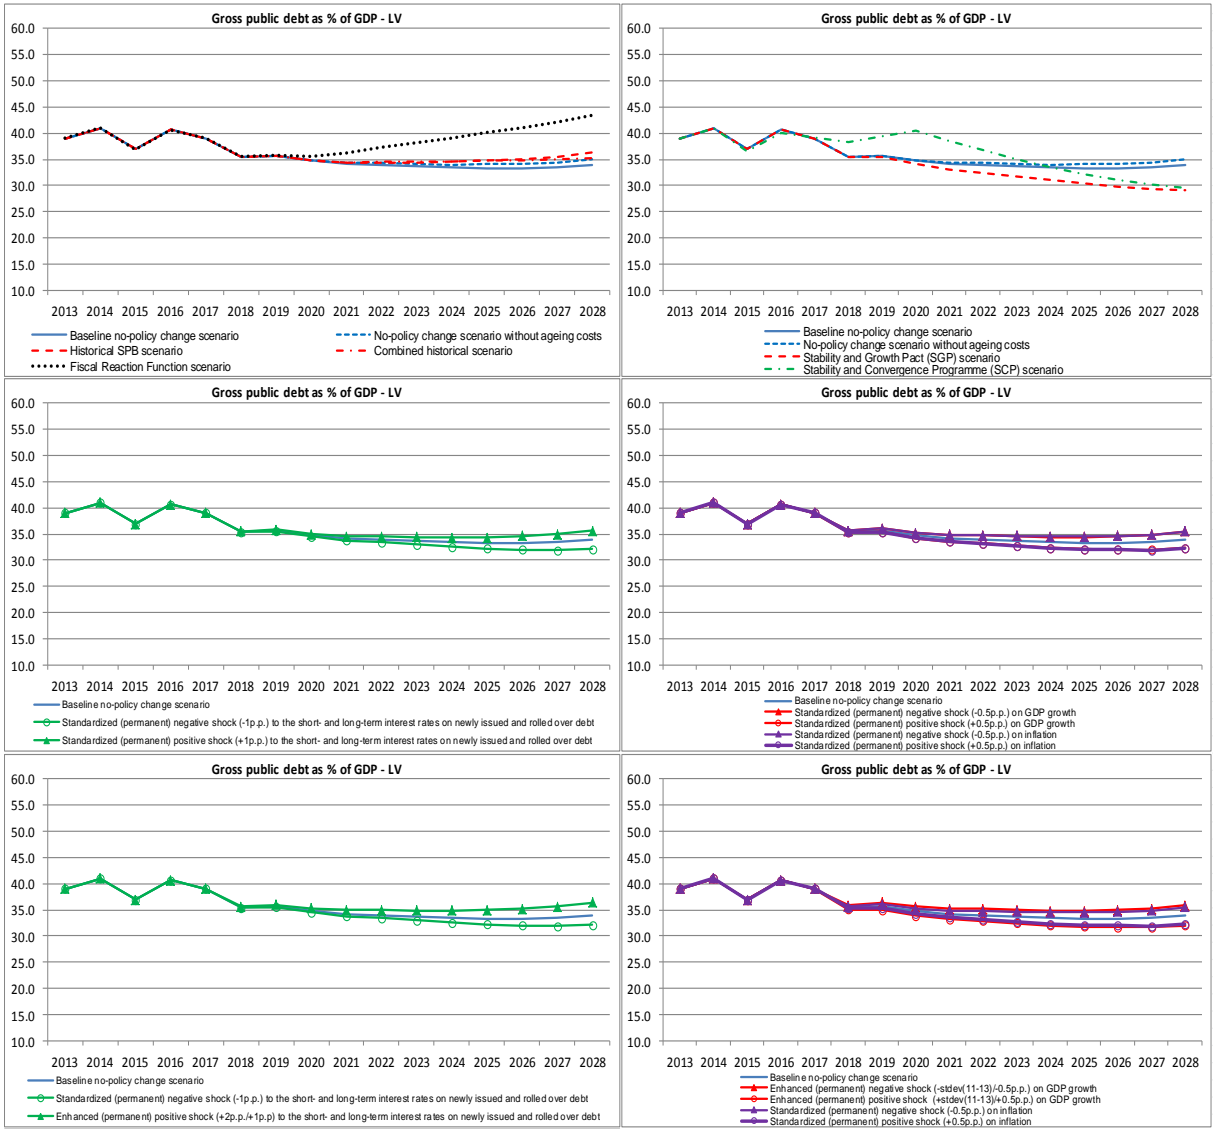 Gross public debt as % of GDP - LV
60.0
55.0
50.0
45.0
40.0
35.0
30.0
25.0
20.0
15.0
10.0
2013 2014 2015 2016 2017 2018 2019 2020 2021 2022 2023 2024 2025 2026 2027 2028
Baseline no-policy change scenario
No-policy change scenario without ageing costs
Historical SPB scenario
Combined historical scenario
Fiscal Reaction Function scenario
Gross public debt as % of GDP - LV
60.0
55.0
50.0
45.0
40.0
35.0
30.0
25.0
20.0
15.0
10.0
2013 2014 2015 2016 2017 2018 2019 2020 2021 2022 2023 2024 2025 2026 2027 2028
Baseline no-policy change scenario
No-policy change scenario without ageing costs
Stability and Growth Pact (SGP) scenario
Stability and Convergence Programme (SCP) scenario
Gross public debt as % of GDP - LV
60.0
55.0
50.0
45.0
40.0
35.0
30.0
25.0
20.0
15.0
10.0
2013 2014 2015 2016 2017 2018 2019 2020 2021 2022 2023 2024 2025 2026 2027 2028
Baseline no-policy change scenario
Standardized (permanent) negative shock (-1p.p.) to the short- and long-term interest rates on newly issued and rolled over debt
Standardized (permanent) positive shock (+1p.p.) to the short- and long-term interest rates on newly issued and rolled over debt
Gross public debt as % of GDP - LV
60.0
55.0
50.0
45.0
40.0
35.0
30.0
25.0
20.0
15.0
10.0
2013 2014 2015 2016 2017 2018 2019 2020 2021 2022 2023 2024 2025 2026 2027 2028
Baseline no-policy change scenario
Standardized (permanent) negative shock (-0.5p.p.) on GDP growth
Standardized (permanent) positive shock (+0.5p.p.) on GDP growth
Standardized (permanent) negative shock (-0.5p.p.) on inflation
Standardized (permanent) positive shock (+0.5p.p.) on inflation
Gross public debt as % of GDP - LV
60.0
55.0
50.0
45.0
40.0
35.0
30.0
25.0
20.0
15.0
10.0
2013 2014 2015 2016 2017 2018 2019 2020 2021 2022 2023 2024 2025 2026 2027 2028
Baseline no-policy change scenario
Standardized (permanent) negative shock (-1p.p.) to the short- and long-term interest rates on newly issued and rolled over debt
Enhanced (permanent) positive shock (+2p.p./+1p.p) to the short- and long-term interest rates on newly issued and rolled over debt
Gross public debt as % of GDP - LV
60.0
55.0
50.0
45.0
40.0
35.0
30.0
25.0
20.0
15.0
10.0
2013 2014 2015 2016 2017 2018 2019 2020 2021 2022 2023 2024 2025 2026 2027 2028
Baseline no-policy change scenario
Enhanced (permanent) negative shock (-stdev(11-13)/-0.5p.p.) on GDP growth
Enhanced (permanent) positive shock (+stdev(11-13)/+0.5p.p.) on GDP growth
Standardized (permanent) negative shock (-0.5p.p.) on inflation
Standardized (permanent) positive shock (+0.5p.p.) on inflation